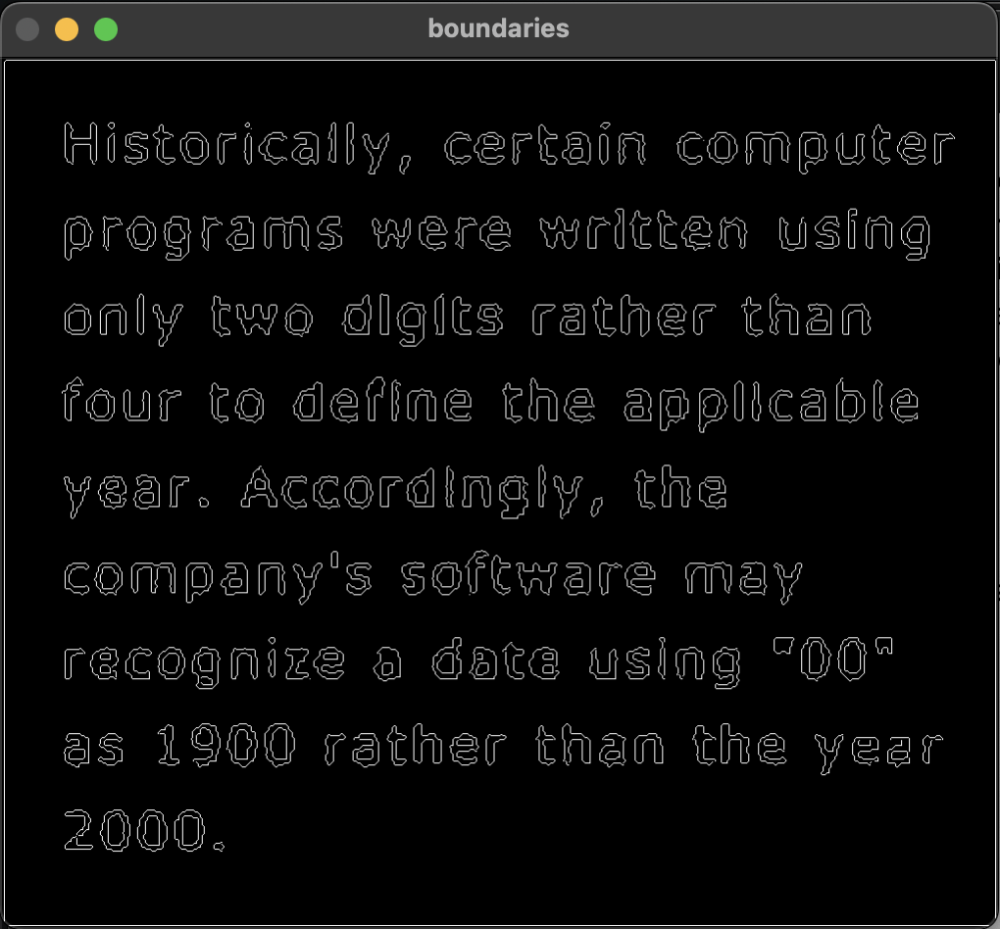 boundaries
Historically, certain computer
programs were written using
only two digits rather than
four to define the applicable
year. Accordingly, the
company's software may
recognize a date using "00"
as 1900 rather than the year
2000.